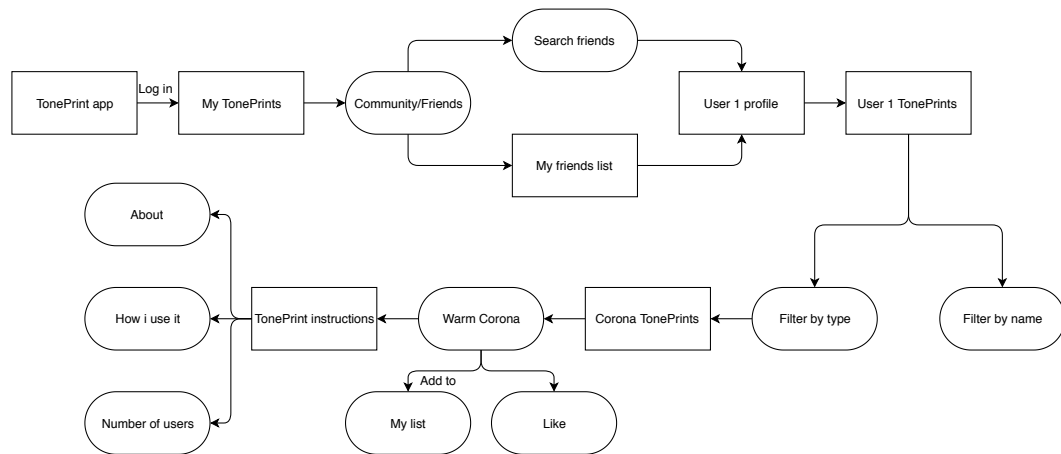 Search friends
Log in
TonePrint app
My TonePrints
Community/Friends
User 1 profile
User 1 TonePrints
My friends list
About
How i use it
TonePrint instructions
Warm Corona
Corona TonePrints
Filter by type
Filter by name
Add to
Number of users
My list
Like